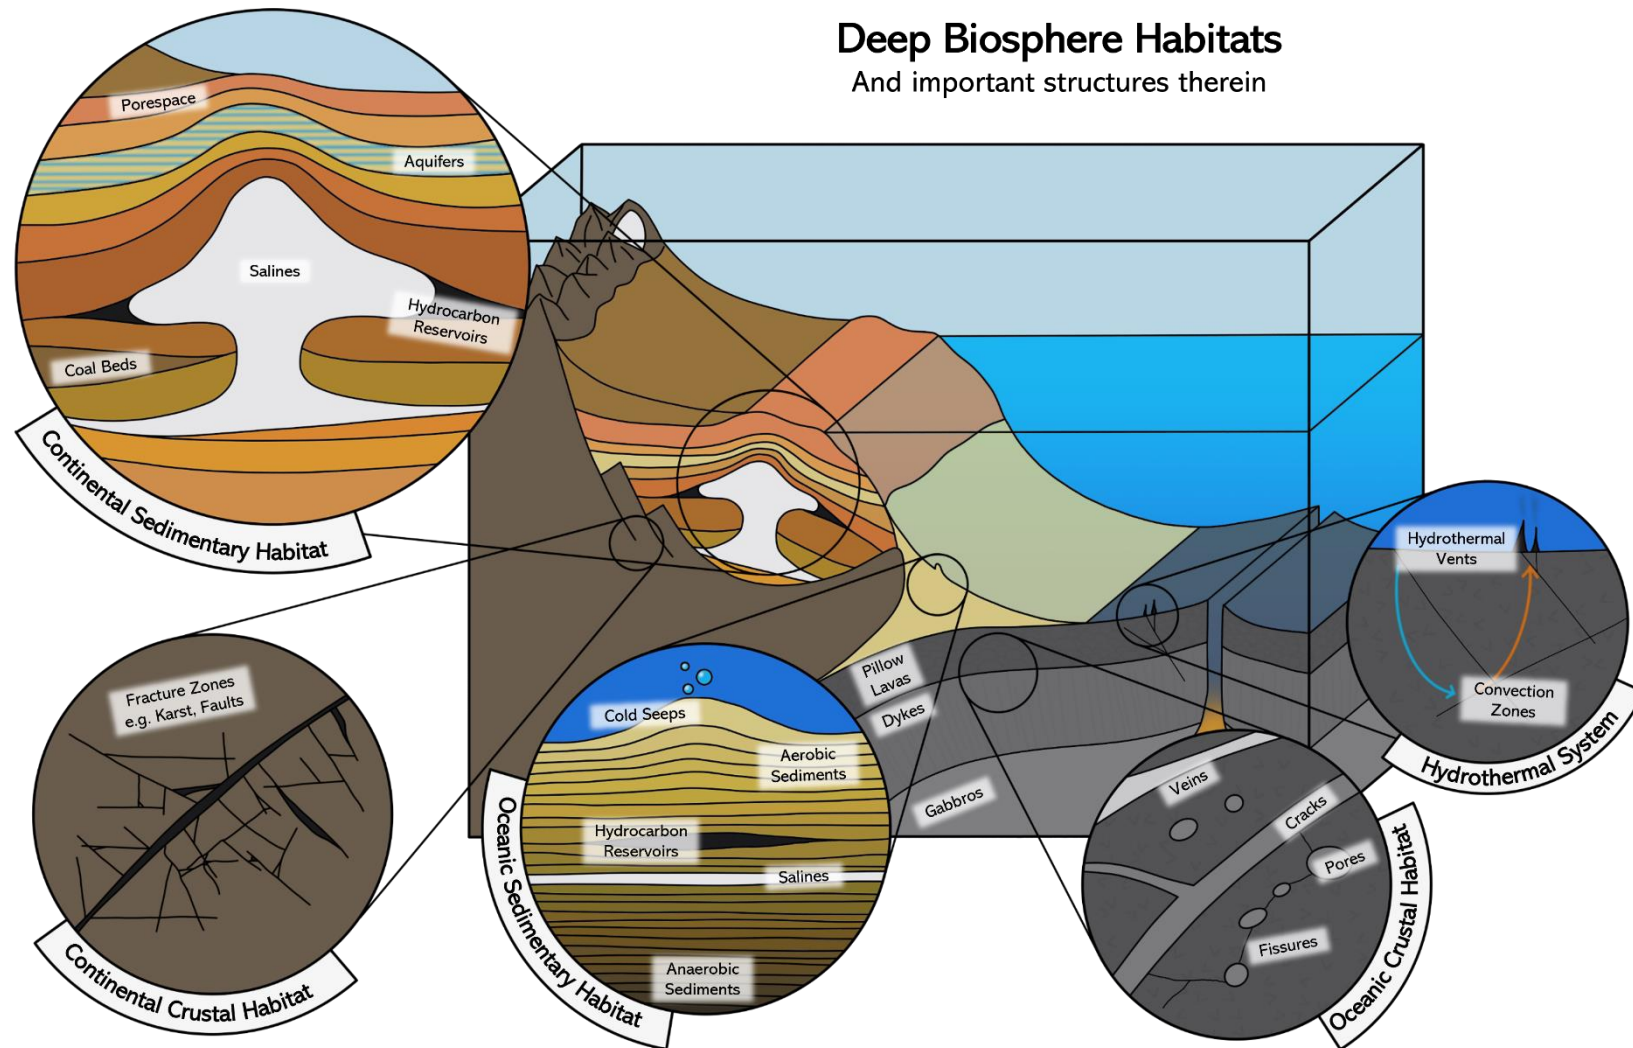 Deep Biosphere Habitats
And important structures therein
Porespace
Aquifers
Salines
Hydrocarbon
Reservoirs
Coal Beds
Continental Sedimentary Habitat
Fracture Zones
e.g. Karst, Faults
Continental Crustal Habitat
Cold Seeps
Aerobic
Sediments
Hydrocarbon
Reservoirs
Salines
Anaerobic
Sediments
Oceanic Sedimentary Habitat
Pillow
Lavas
Dykes
Gabbros
Hydrothermal
Vents
Convection
Zones
Hydrothermal System
Veins
Cracks
Pores
Fissures
Oceanic Crustal Habitat